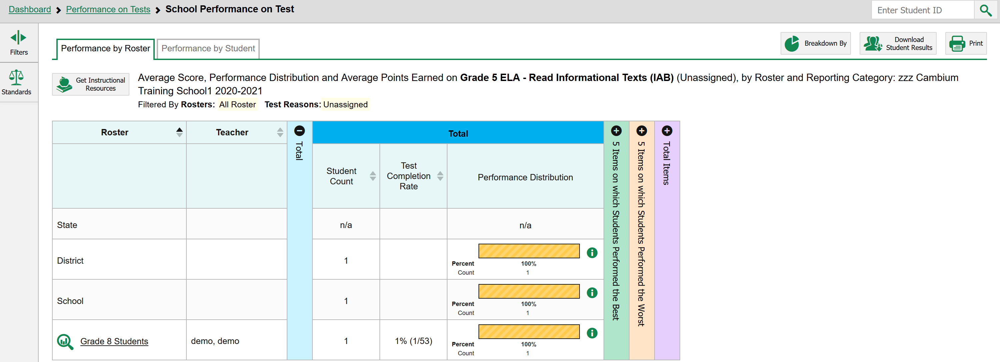 Dashboard > Performance on Tests > School Performance on Test
Enter Student ID
Filters
Standards
Performance by Roster
Performance by Student
Breakdown By
Download
Student Results
Print
Get Instructional
Resources
Average Score, Performance Distribution and Average Points Earned on Grade 5 ELA - Read Informational Texts (IAB) (Unassigned), by Roster and Reporting Category: zzz Cambium
Training School1 2020-2021
Filtered By Rosters: All Roster Test Reasons: Unassigned
Roster
Teacher
Total
Total
5 Items on which Students Performed the Best
5 Items on which Students Performed the Worst
Total Items
Student
Count
Test
Completion
Rate
Performance Distribution
State
n/a
n/a
District
1
Percent 100%
Count 1
School
1
Percent 100%
Count 1
Grade 8 Students
demo, demo
1
1% (1/53)
Percent 100%
Count 1